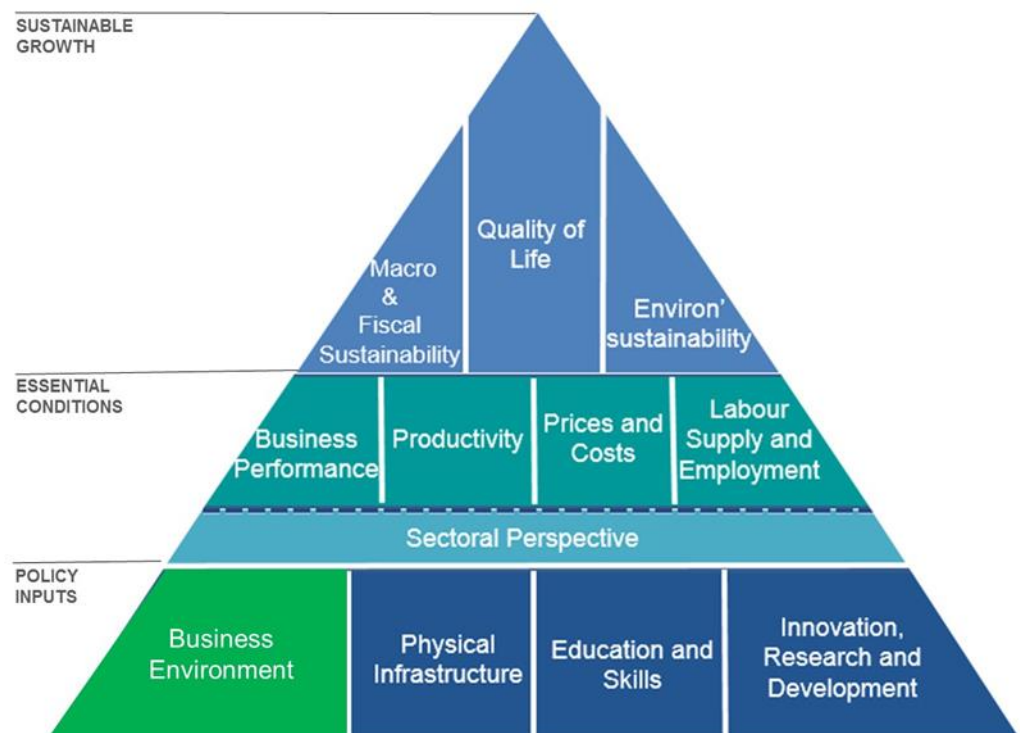 SUSTAINABLE
GROWTH
Quality of
Life
Macro
&
Fiscal
Sustainability
Environ’
sustainability
ESSENTIAL
CONDITIONS
Business
Performance
Productivity
Prices and
Costs
Labour
Supply and
Employment
Sectoral Perspective
POLICY
INPUTS
Business
Environment
Physical
Infrastructure
Education and
Skills
Innovation,
Research and
Development